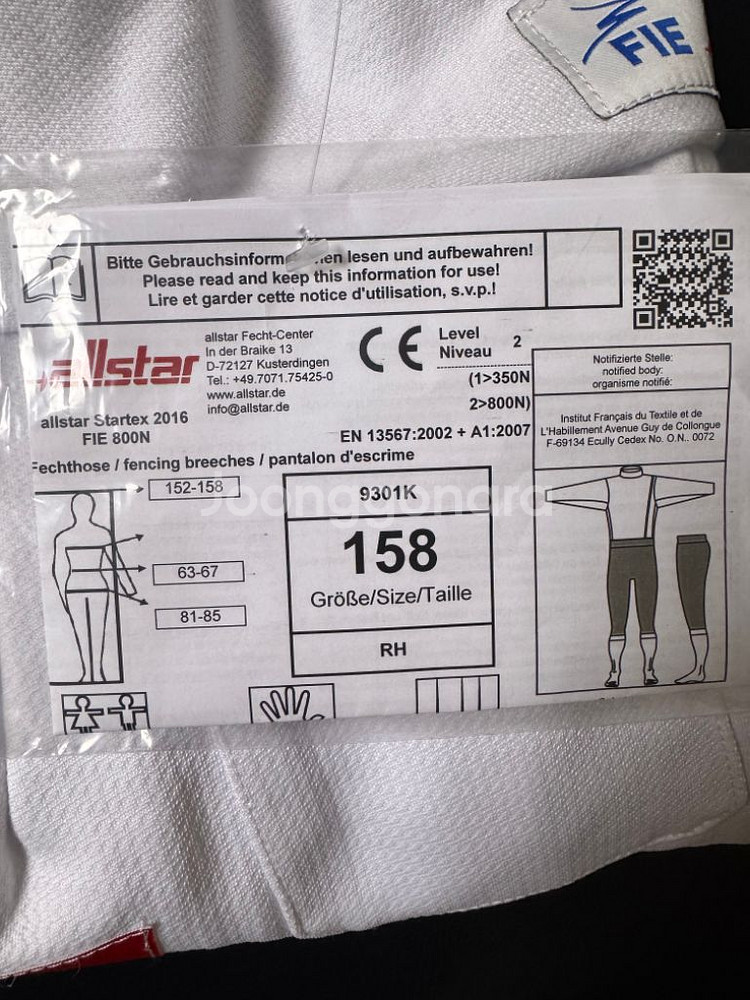 FIE
Bitte Gebrauchsinform en lesen und aufbewahren!
Please read and keep this information for use!
Lire et garder cette notice d'utilisation, s.v.p.!
allstar
allstar Fecht-Center
In der Braike 13
D-72127 Kusterdingen
Tel.: +49.7071.75425-0
www.allstar.de
info@allstar.de
CE
Level
Niveau 2
(1>350N
2>800N)
allstar Startex 2016
FIE 800N
EN 13567:2002 + A1:2007
Notifizierte Stelle:
notified body:
organisme notifié:
Institut Français du Textile et de
L'Habillement Avenue Guy de Collongue
F-69134 Ecully Cedex No. O.N.. 0072
Fechthose / fencing breeches / pantalon d'escrime
152-158
63-67
81-85
9301K
158
Größe/Size/Taille
RH
Joonggonara